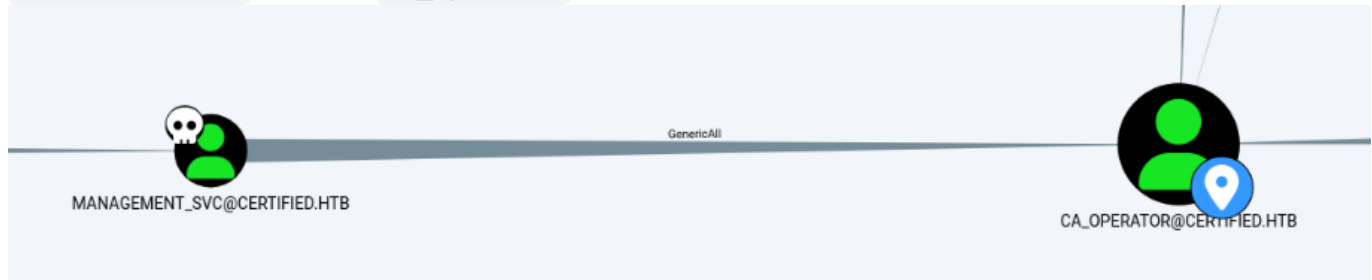 GenericAll
MANAGEMENT_SVC@CERTIFIED.HTB
CA_OPERATOR@CERTIFIED.HTB